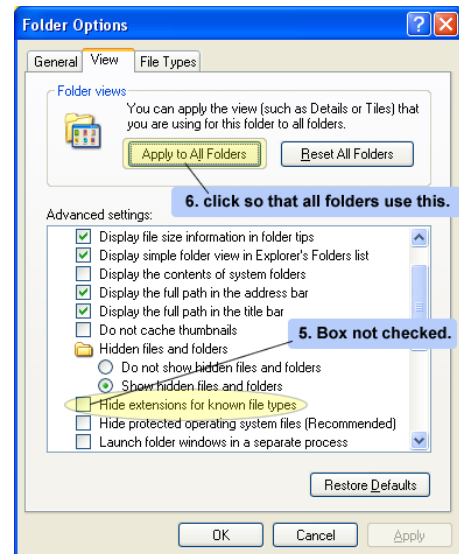 Folder Options
General View File Types
Folder views
You can apply the view (such as Details or Tiles) that
you are using for this folder to all folders.
Apply to All Folders Reset All Folders
6. click so that all folders use this.
Advanced settings:
Display file size information in folder tips
Display simple folder view in Explorer's Folders list
Display the contents of system folders
Display the full path in the address bar
Display the full path in the title bar
Do not cache thumbnails
5. Box not checked.
Hidden files and folders
Do not show hidden files and folders
Show hidden files and folders
Hide extensions for known file types
Hide protected operating system files (Recommended)
Launch folder windows in a separate process
Restore Defaults
OK Cancel Apply